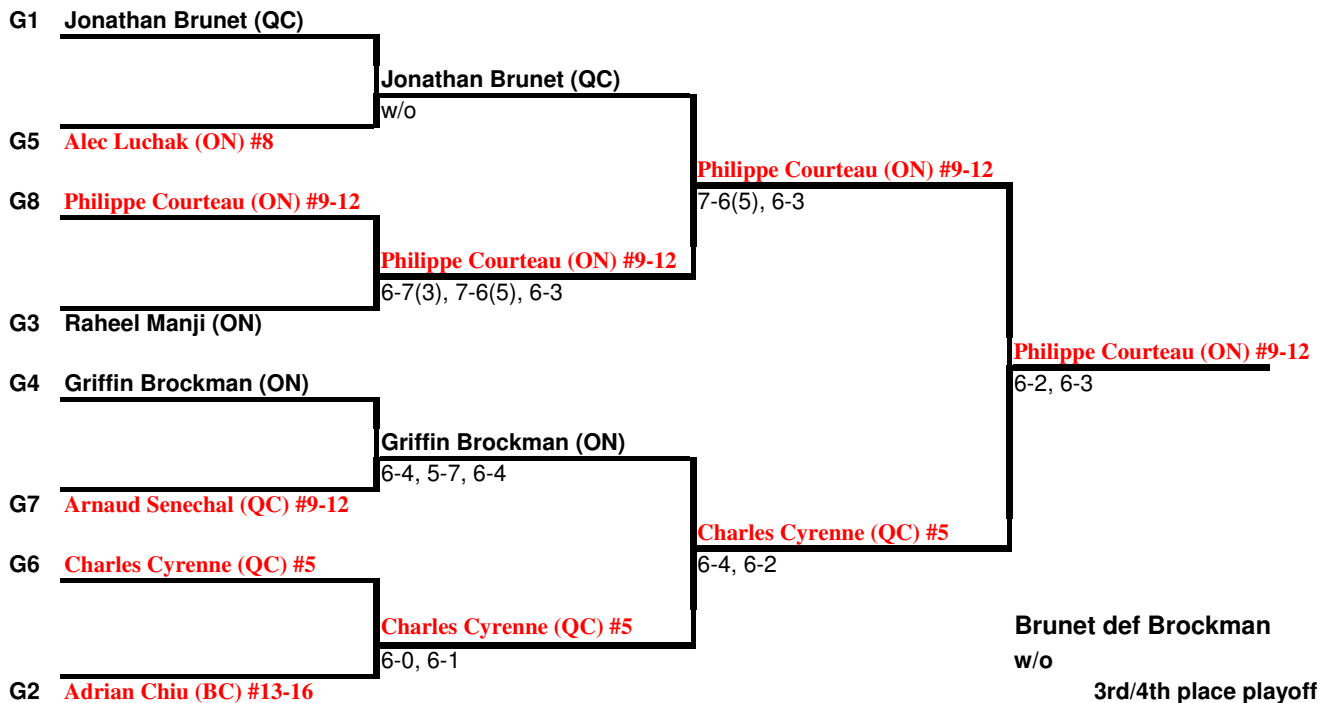 G1 Jonathan Brunet (QC)
Jonathan Brunet (QC)
w/o
G5 Alec Luchak (ON) #8
Philippe Courteau (ON) #9-12
7-6(5), 6-3
G8 Philippe Courteau (ON) #9-12
Philippe Courteau (ON) #9-12
6-7(3), 7-6(5), 6-3
G3 Raheel Manji (ON)
Philippe Courteau (ON) #9-12
6-2, 6-3
G4 Griffin Brockman (ON)
Griffin Brockman (ON)
6-4, 5-7, 6-4
G7 Arnaud Senechal (QC) #9-12
Charles Cyrenne (QC) #5
6-4, 6-2
G6 Charles Cyrenne (QC) #5
Charles Cyrenne (QC) #5
6-0, 6-1
G2 Adrian Chiu (BC) #13-16
Brunet def Brockman
w/o
3rd/4th place playoff